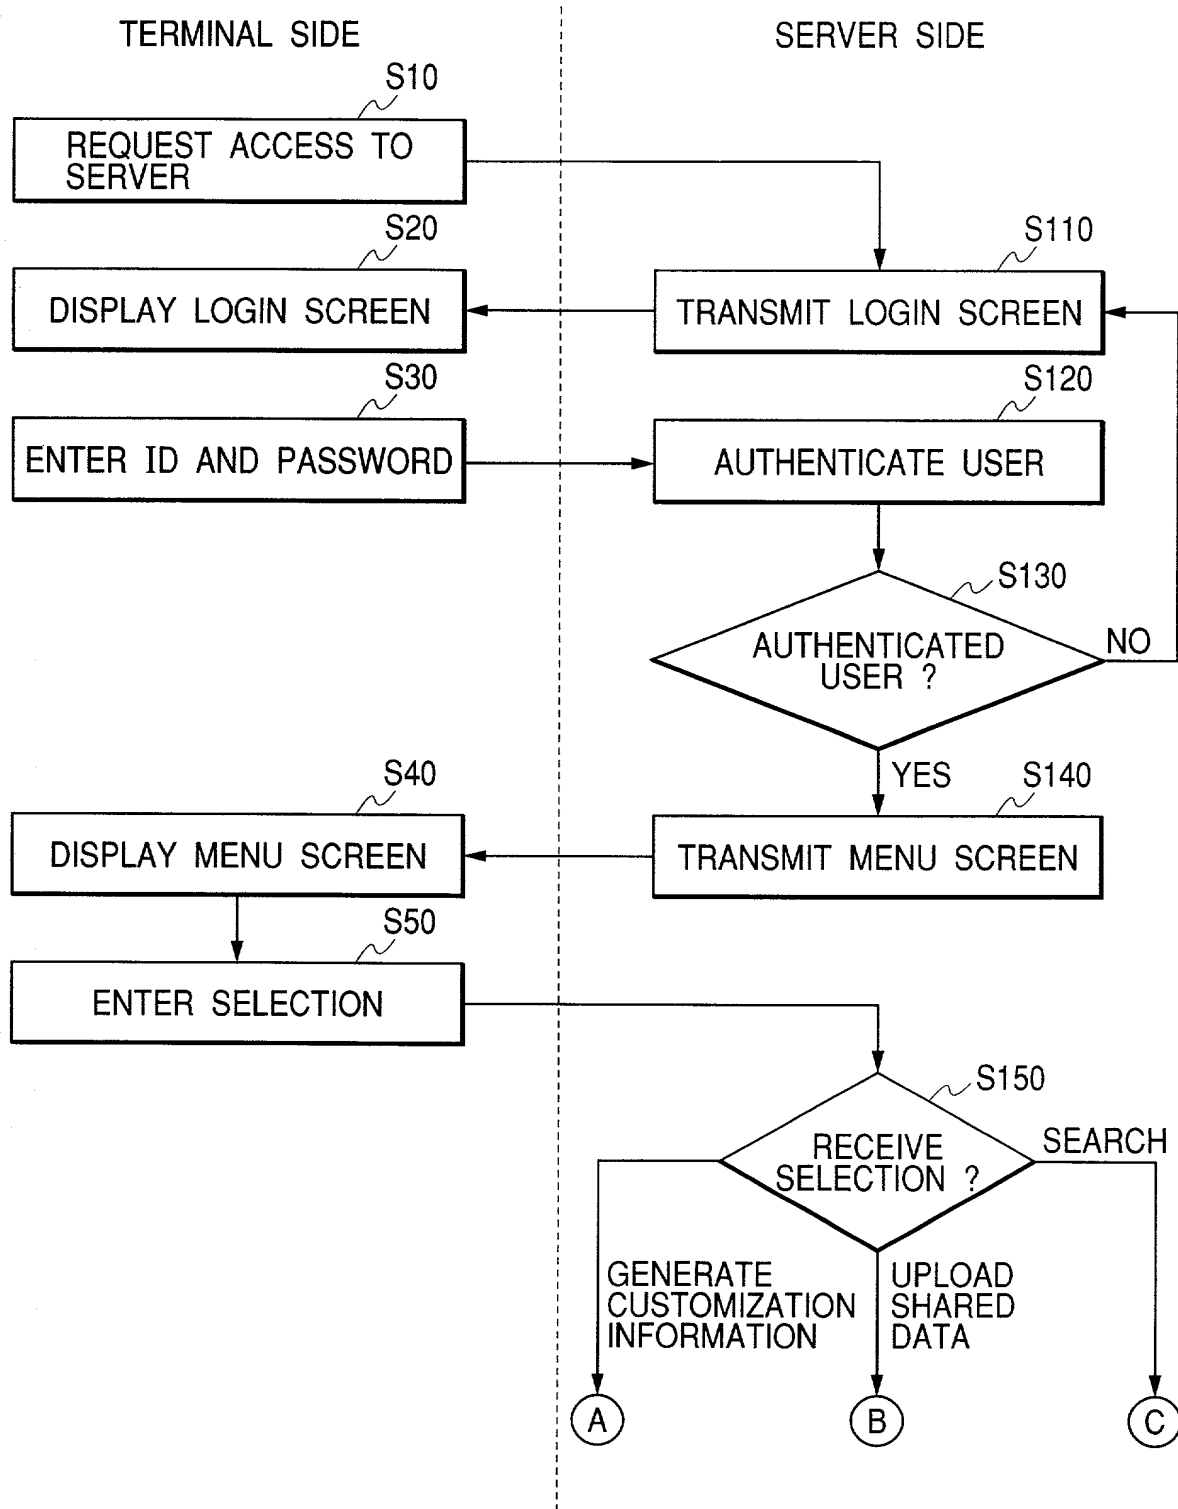 TERMINAL SIDE
SERVER SIDE
S10
REQUEST ACCESS TO
SERVER
S20
DISPLAY LOGIN SCREEN
S110
TRANSMIT LOGIN SCREEN
S30
ENTER ID AND PASSWORD
S120
AUTHENTICATE USER
S130
AUTHENTICATED
USER ?
NO
YES
S40
DISPLAY MENU SCREEN
S140
TRANSMIT MENU SCREEN
S50
ENTER SELECTION
S150
RECEIVE
SELECTION ?
SEARCH
GENERATE
CUSTOMIZATION
INFORMATION
UPLOAD
SHARED
DATA
A
B
C